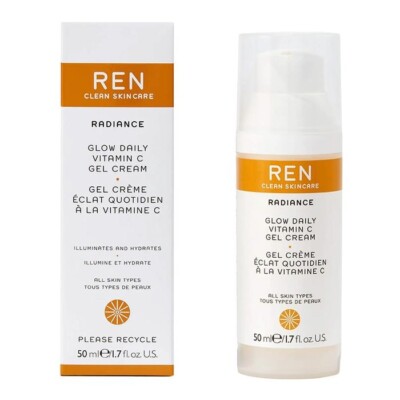 REN
CLEAN SKINCARE
RADIANCE
GLOW DAILY
VITAMIN C
GEL CREAM
GEL CRÈME
ÉCLAT QUOTIDIEN
À LA VITAMINE C
ILLUMINATES AND HYDRATES
ILLUMINE ET HYDRATE
ALL SKIN TYPES
TOUS TYPES DE PEAUX
PLEASE RECYCLE
50 ml℮/1.7 fl.oz. U.S.
REN
CLEAN SKINCARE
RADIANCE
GLOW DAILY
VITAMIN C
GEL CREAM
GEL CRÈME
ÉCLAT QUOTIDIEN
À LA VITAMINE C
ALL SKIN TYPES
TOUS TYPES DE PEAUX
50 ml℮/1.7 fl.oz. U.S.